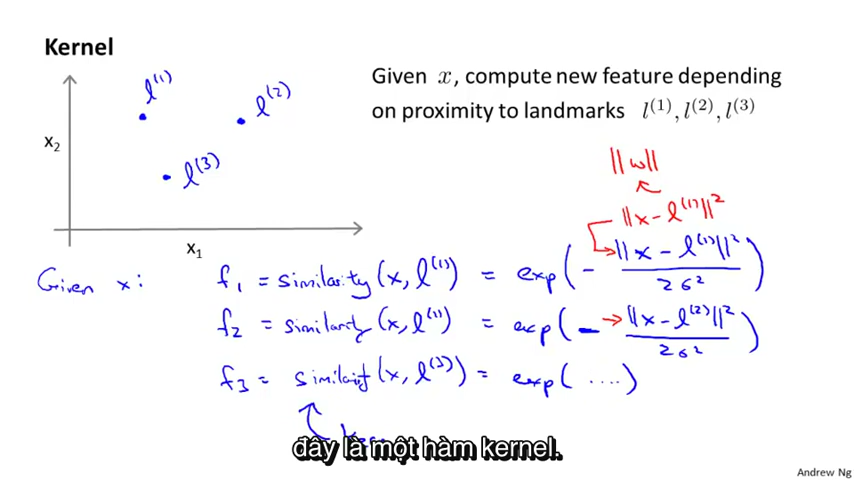 Kernel
Given x, compute new feature depending
on proximity to landmarks l⁽¹⁾, l⁽²⁾, l⁽³⁾
l⁽¹⁾
l⁽²⁾
x₂
l⁽³⁾
x₁
||w||
||x - l⁽¹⁾||²
Given x: f₁ = similarity(x, l⁽¹⁾) = exp(- ||x - l⁽¹⁾||² / 2σ²)
f₂ = similarity(x, l⁽¹⁾) = exp(- ||x - l⁽²⁾||² / 2σ²)
f₃ = similarity(x, l⁽³⁾) = exp(....)
đây là một hàm kernel.
Andrew Ng